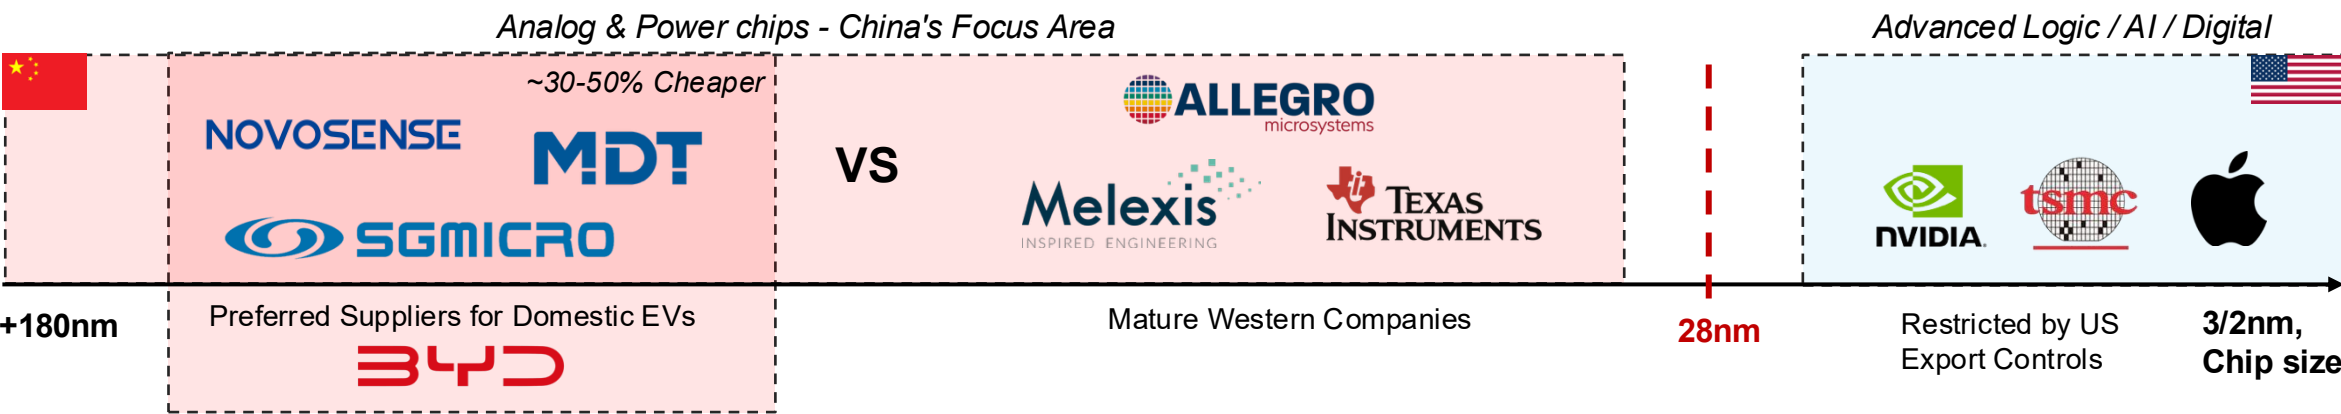 Analog & Power chips - China's Focus Area
Advanced Logic / AI / Digital
~30-50% Cheaper
NOVOSENSE
MDT
SGMICRO
VS
ALLEGRO
microsystems
Melexis
INSPIRED ENGINEERING
TEXAS
INSTRUMENTS
NVIDIA.
tsmc
+180nm
Preferred Suppliers for Domestic EVs
BYD
Mature Western Companies
28nm
Restricted by US
Export Controls
3/2nm,
Chip size